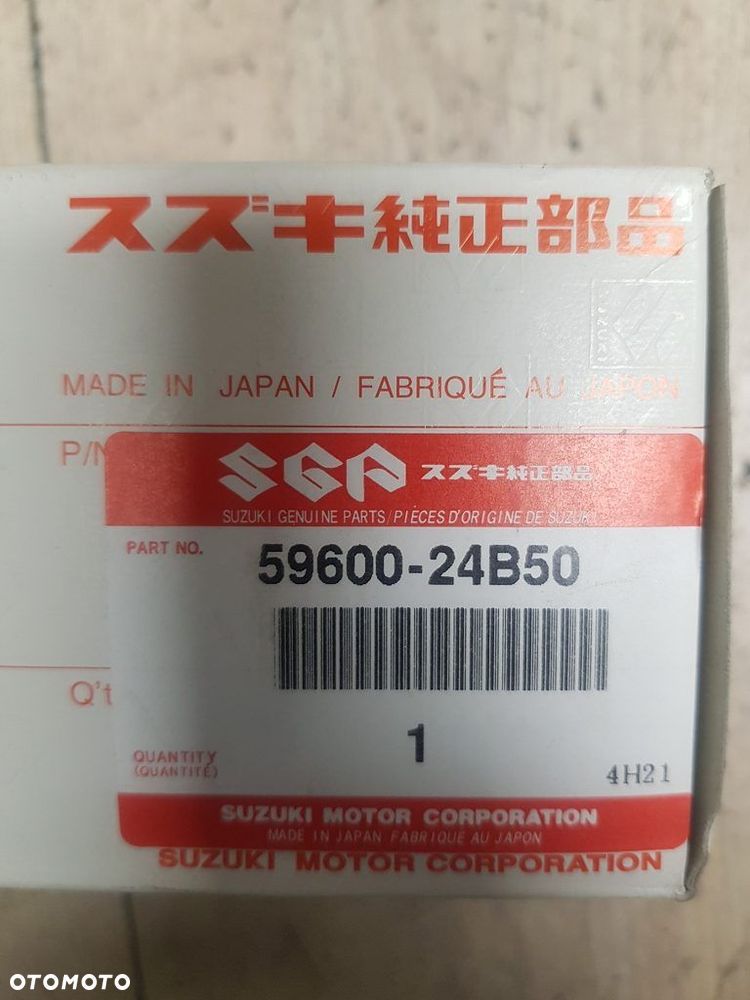 スズキ純正部品
MADE IN JAPAN / FABRIQUÉ AU JAPON
P/N
SGP スズキ純正部品
SUZUKI GENUINE PARTS/PIÈCES D'ORIGINE DE SUZUKI
PART NO. 59600-24B50
1
QUANTITY
(QUANTITÉ)
4H21
Q't
SUZUKI MOTOR CORPORATION
MADE IN JAPAN FABRIQUE AU JAPON
SUZUKI MOTOR CORPORATION
OTOMOTO